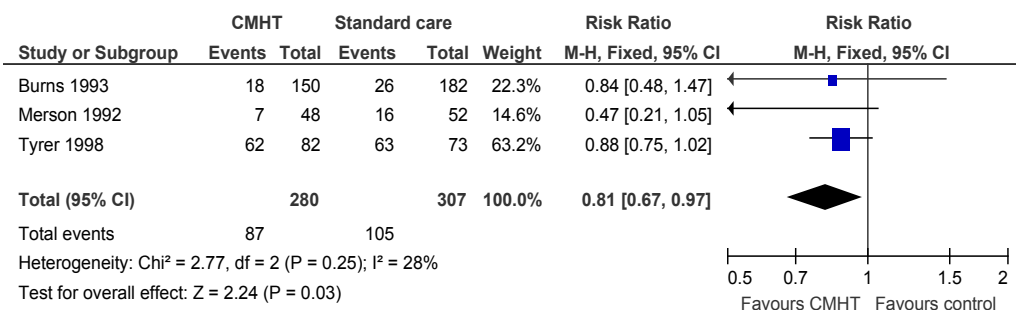 CMHT Standard care Risk Ratio Risk Ratio
Study or Subgroup Events Total Events Total Weight M-H, Fixed, 95% CI M-H, Fixed, 95% CI
Burns 1993 18 150 26 182 22.3% 0.84 [0.48, 1.47]
Merson 1992 7 48 16 52 14.6% 0.47 [0.21, 1.05]
Tyrer 1998 62 82 63 73 63.2% 0.88 [0.75, 1.02]
Total (95% CI) 280 307 100.0% 0.81 [0.67, 0.97]
Total events 87 105
Heterogeneity: Chi² = 2.77, df = 2 (P = 0.25); I² = 28%
Test for overall effect: Z = 2.24 (P = 0.03)
0.5 0.7 1 1.5 2
Favours CMHT Favours control